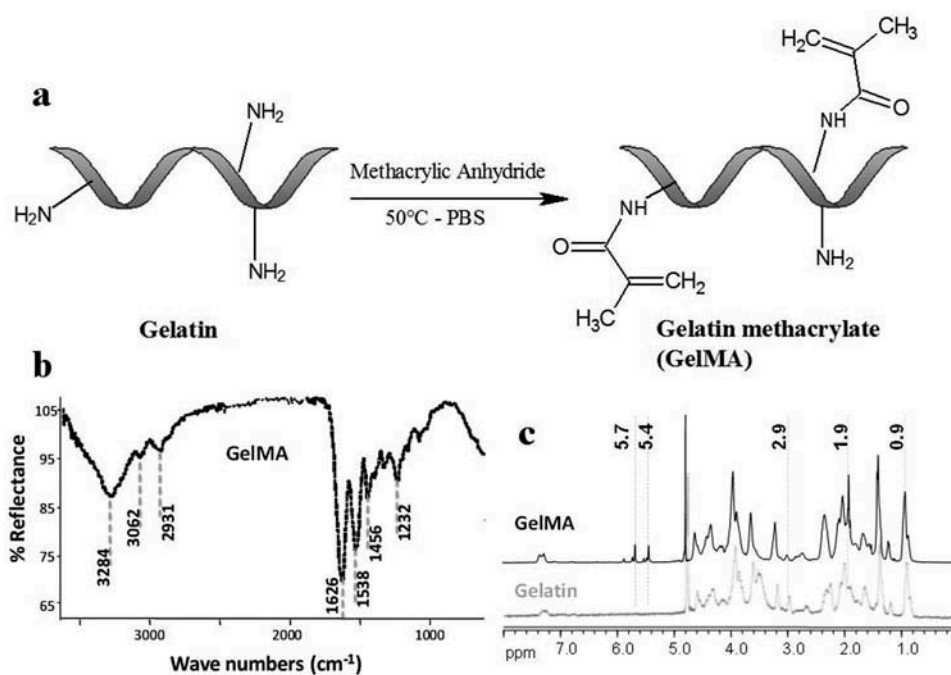 a
NH₂
H₂N
NH₂
Gelatin
Methacrylic Anhydride
50°C - PBS
H₂C
CH₃
O
NH
NH
O
CH₂
H₃C
NH₂
Gelatin methacrylate
(GelMA)
b
% Reflectance
105
95
85
75
65
GelMA
3284
3062
2931
1626
1538
1456
1232
3000
2000
1000
Wave numbers (cm⁻¹)
c
5.7
5.4
2.9
1.9
0.9
GelMA
Gelatin
ppm
7.0
6.0
5.0
4.0
3.0
2.0
1.0